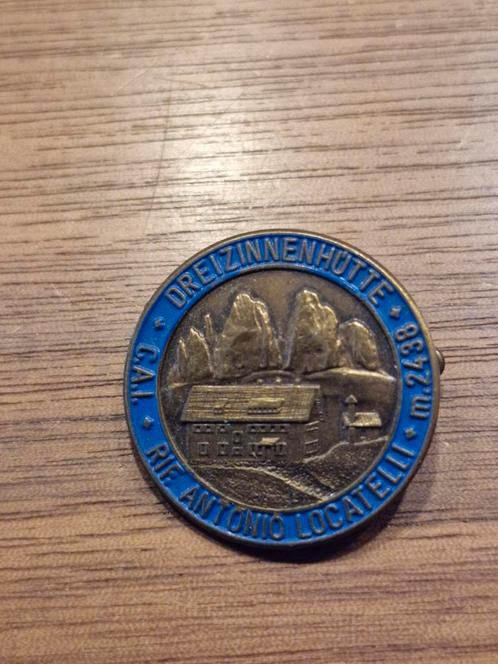 DREIZINNENHÜTTE
m.2438
RIF. ANTONIO LOCATELLI
C.A.I.